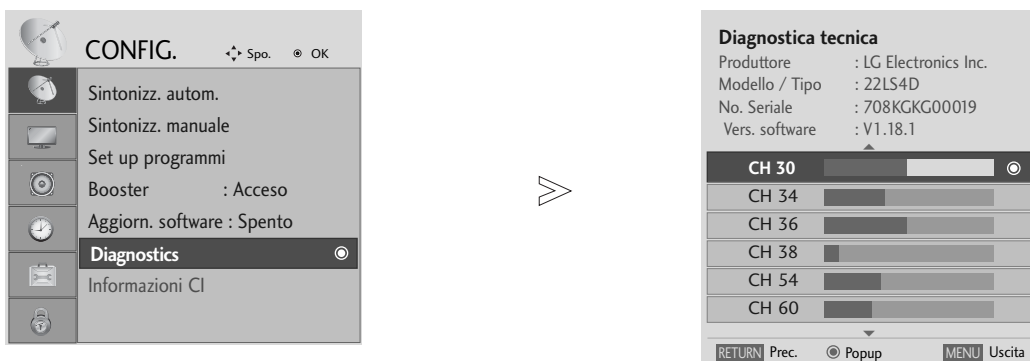 CONFIG. Spo. OK
Sintonizz. autom.
Sintonizz. manuale
Set up programmi
Booster : Acceso
Aggiorn. software : Spento
Diagnostics
Informazioni CI
Diagnostica tecnica
Produttore : LG Electronics Inc.
Modello / Tipo : 22LS4D
No. Seriale : 708KGKG00019
Vers. software : V1.18.1
CH 30
CH 34
CH 36
CH 38
CH 54
CH 60
RETURN Prec. Popup MENU Uscita